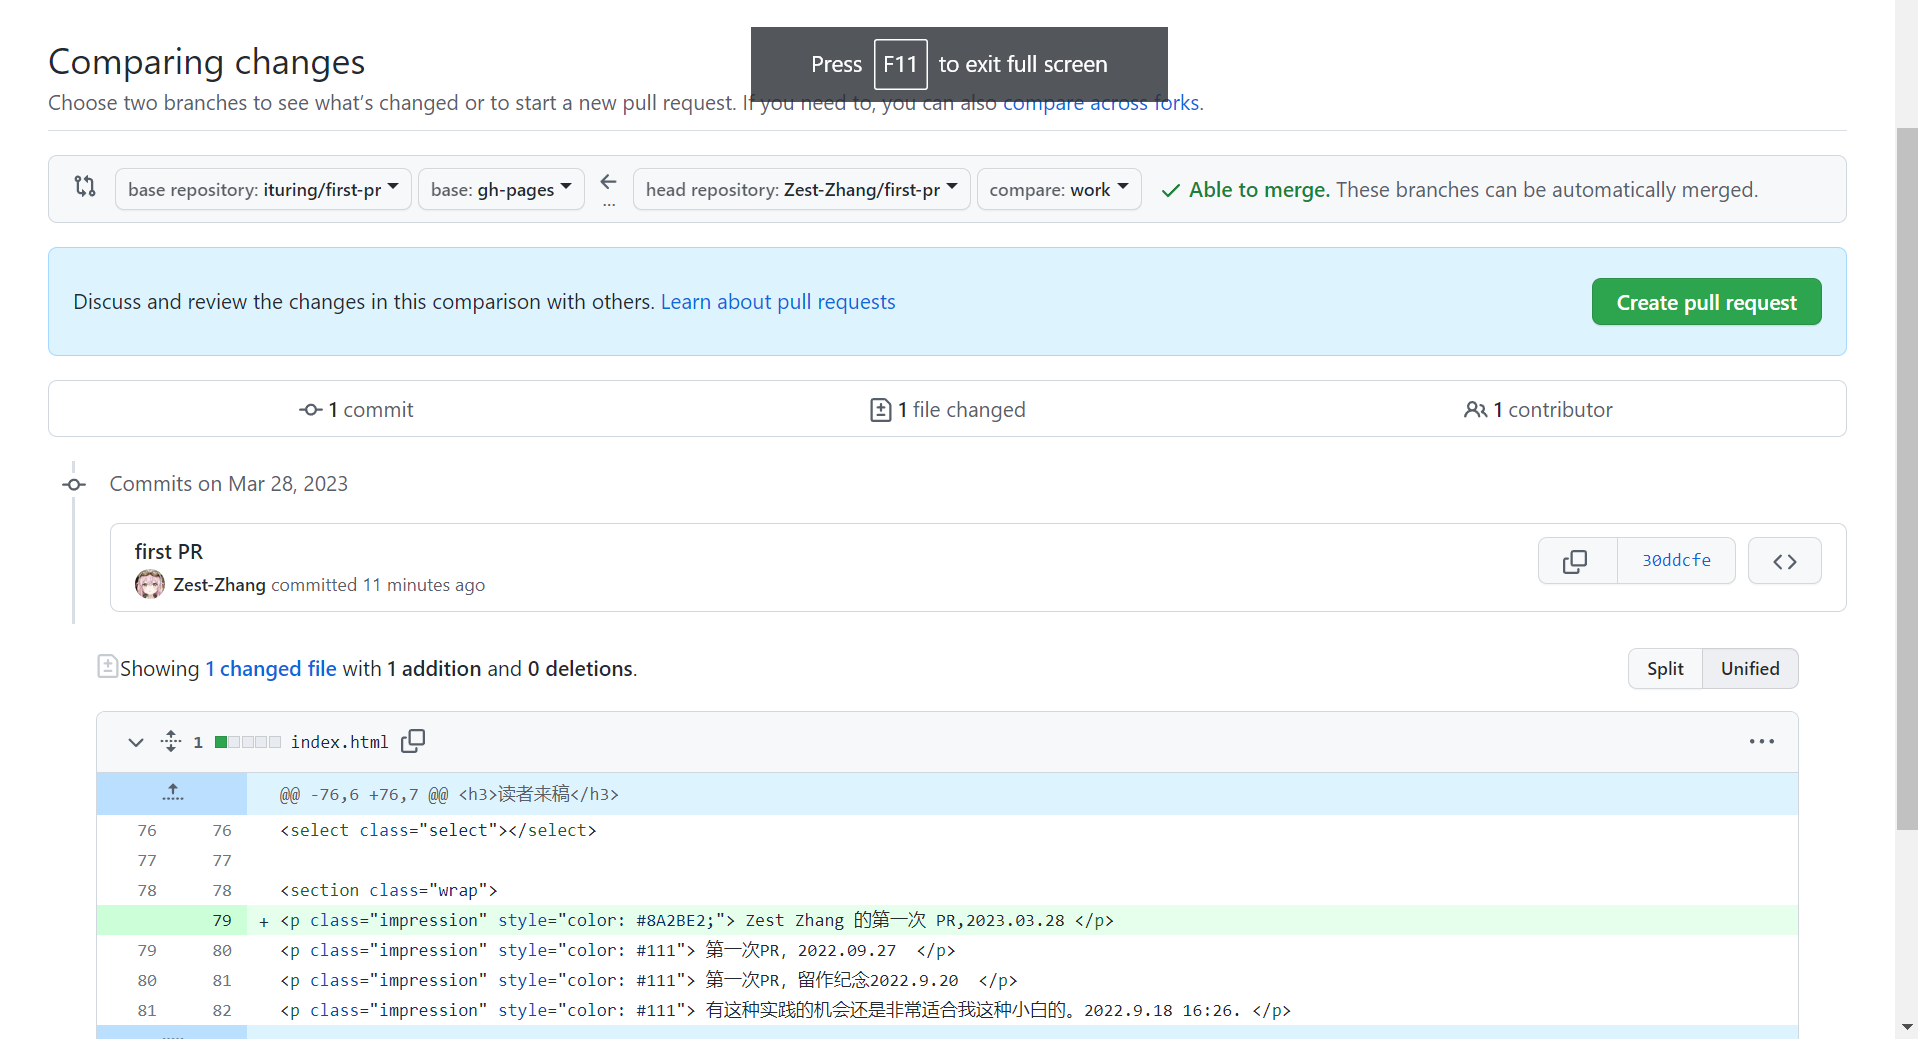 Comparing changes
Press F11 to exit full screen
Choose two branches to see what's changed or to start a new pull request. If you need to, you can also compare across forks.
base repository: ituring/first-pr base: gh-pages ... head repository: Zest-Zhang/first-pr compare: work Able to merge. These branches can be automatically merged.
Discuss and review the changes in this comparison with others. Learn about pull requests
Create pull request
1 commit 1 file changed 1 contributor
Commits on Mar 28, 2023
first PR
Zest-Zhang committed 11 minutes ago
30ddcfe
Showing 1 changed file with 1 addition and 0 deletions.
Split Unified
1 index.html
@@ -76,6 +76,7 @@ <h3>读者来稿</h3>
76 76 <select class="select"></select>
77 77
78 78 <section class="wrap">
79 + <p class="impression" style="color: #8A2BE2;"> Zest Zhang 的第一次 PR,2023.03.28 </p>
79 80 <p class="impression" style="color: #111"> 第一次PR，2022.09.27 </p>
80 81 <p class="impression" style="color: #111"> 第一次PR，留作纪念2022.9.20 </p>
81 82 <p class="impression" style="color: #111"> 有这种实践的机会还是非常适合我这种小白的。2022.9.18 16:26. </p>